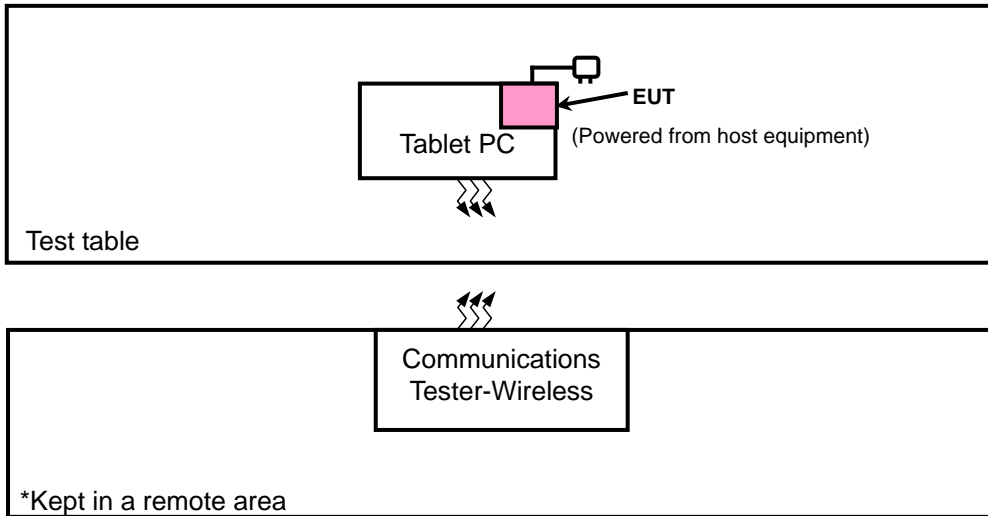 EUT
(Powered from host equipment)
Tablet PC
Test table
Communications
Tester-Wireless
*Kept in a remote area